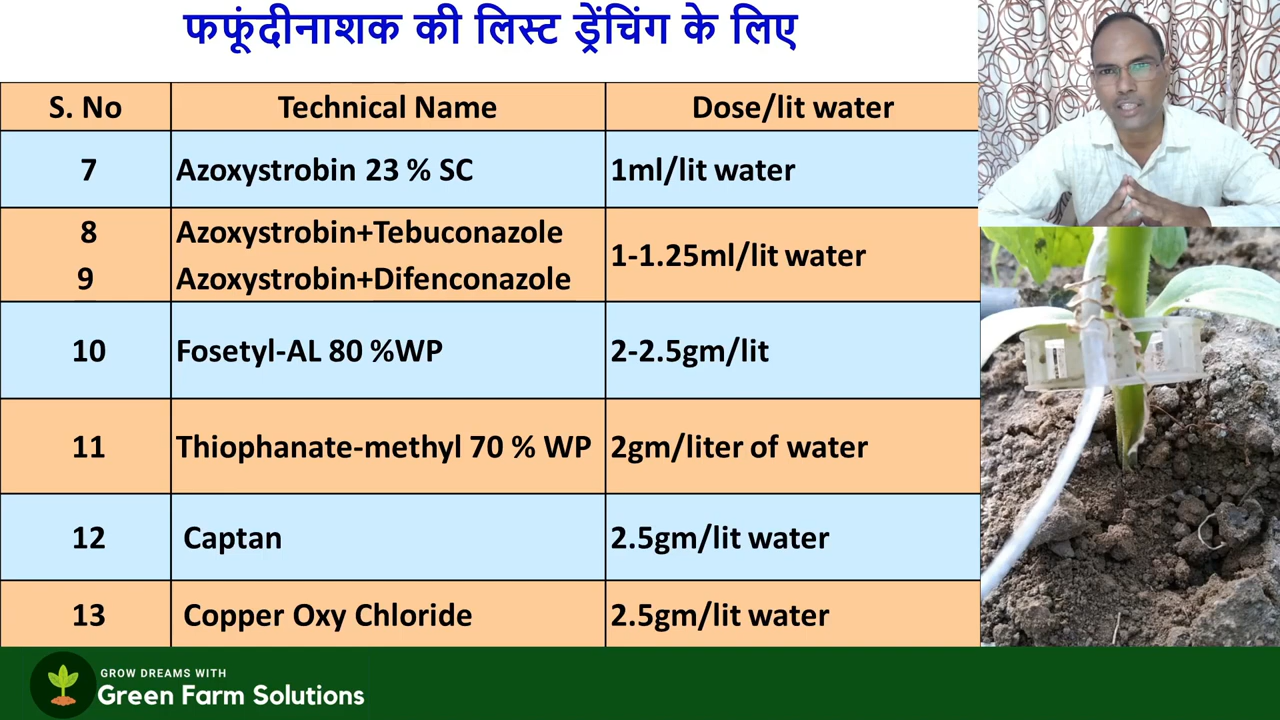 फफूंदीनाशक की लिस्ट ड्रेंचिंग के लिए
S. No Technical Name Dose/lit water
7 Azoxystrobin 23 % SC 1ml/lit water
8 Azoxystrobin+Tebuconazole
1-1.25ml/lit water
9 Azoxystrobin+Difenconazole
10 Fosetyl-AL 80 %WP 2-2.5gm/lit
11 Thiophanate-methyl 70 % WP 2gm/liter of water
12 Captan 2.5gm/lit water
13 Copper Oxy Chloride 2.5gm/lit water
GROW DREAMS WITH
Green Farm Solutions